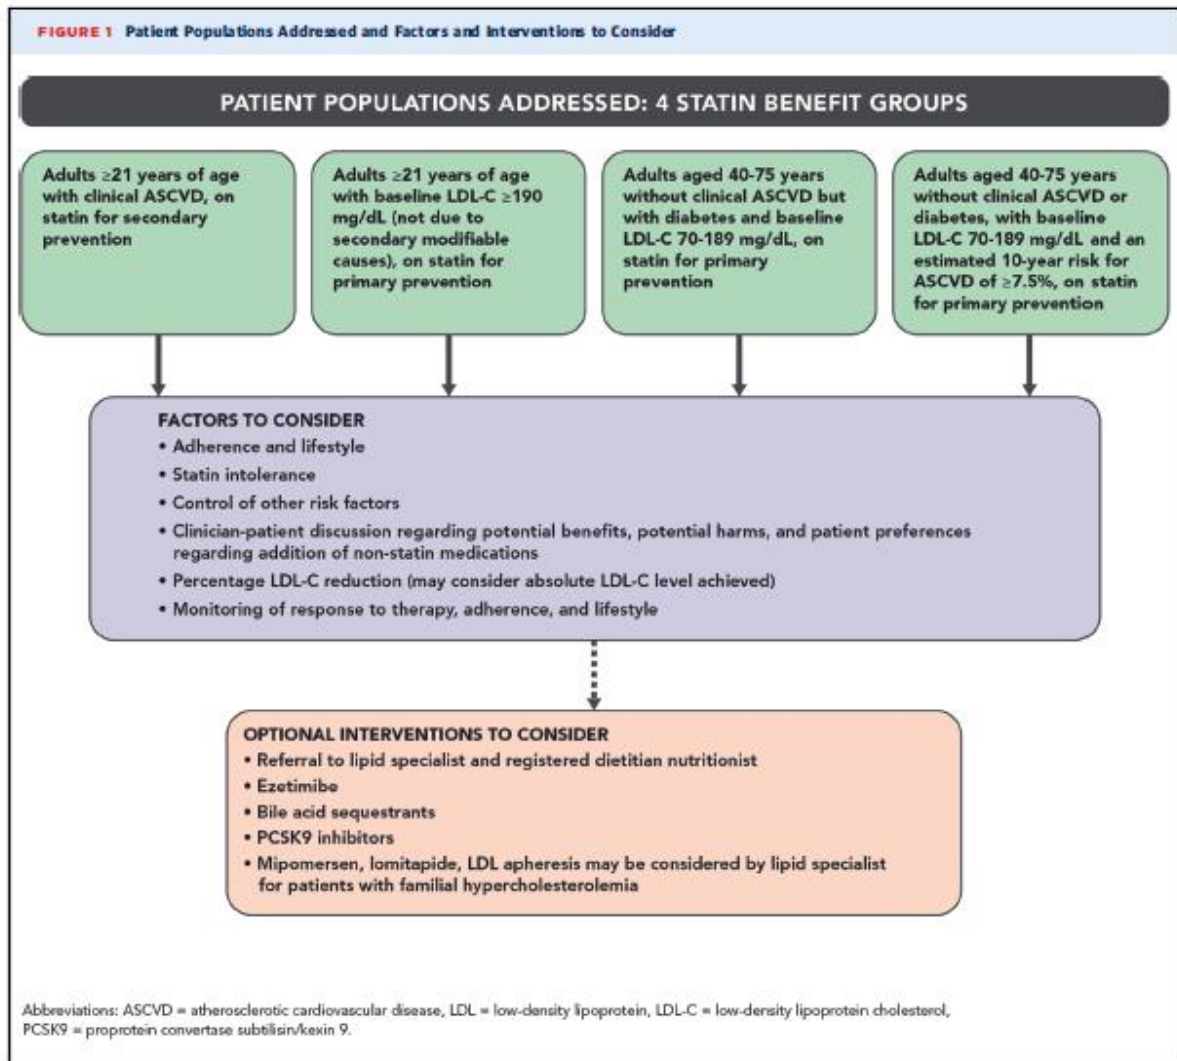 FIGURE 1 Patient Populations Addressed and Factors and Interventions to Consider
PATIENT POPULATIONS ADDRESSED: 4 STATIN BENEFIT GROUPS
Adults ≥21 years of age
with clinical ASCVD, on
statin for secondary
prevention
Adults ≥21 years of age
with baseline LDL-C ≥190
mg/dL (not due to
secondary modifiable
causes), on statin for
primary prevention
Adults aged 40-75 years
without clinical ASCVD but
with diabetes and baseline
LDL-C 70-189 mg/dL, on
statin for primary
prevention
Adults aged 40-75 years
without clinical ASCVD or
diabetes, with baseline
LDL-C 70-189 mg/dL and an
estimated 10-year risk for
ASCVD of ≥7.5%, on statin
for primary prevention
FACTORS TO CONSIDER
• Adherence and lifestyle
• Statin intolerance
• Control of other risk factors
• Clinician-patient discussion regarding potential benefits, potential harms, and patient preferences
regarding addition of non-statin medications
• Percentage LDL-C reduction (may consider absolute LDL-C level achieved)
• Monitoring of response to therapy, adherence, and lifestyle
OPTIONAL INTERVENTIONS TO CONSIDER
• Referral to lipid specialist and registered dietitian nutritionist
• Ezetimibe
• Bile acid sequestrants
• PCSK9 inhibitors
• Mipomersen, lomitapide, LDL apheresis may be considered by lipid specialist
for patients with familial hypercholesterolemia
Abbreviations: ASCVD = atherosclerotic cardiovascular disease, LDL = low-density lipoprotein, LDL-C = low-density lipoprotein cholesterol,
PCSK9 = proprotein convertase subtilisin/kexin 9.